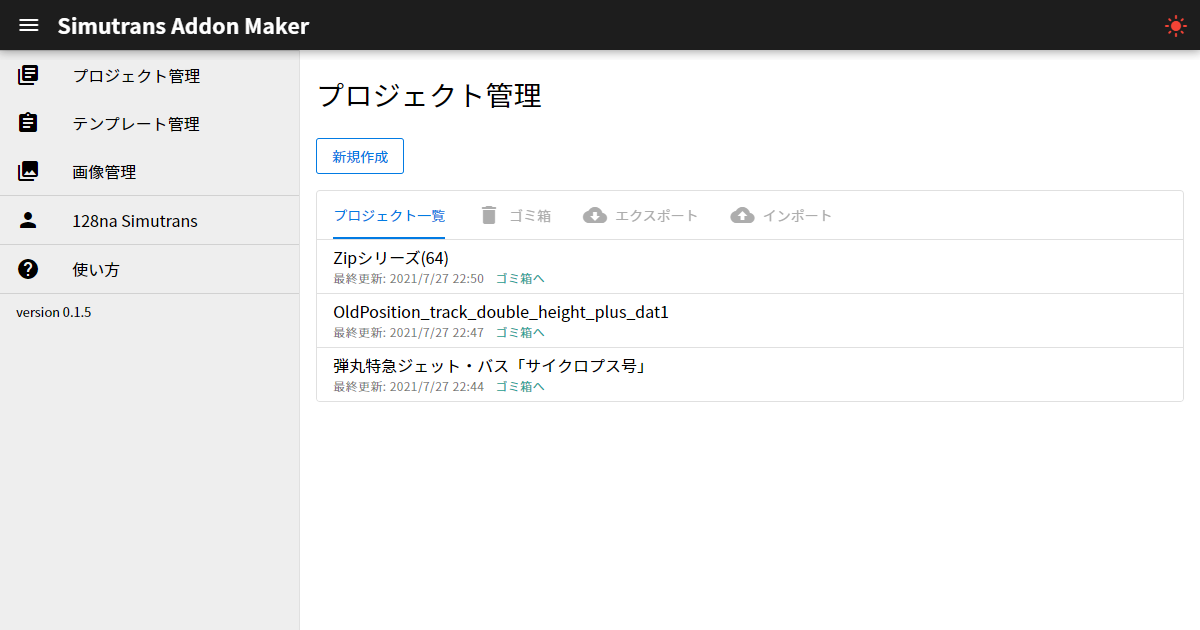 Simutrans Addon Maker
プロジェクト管理
テンプレート管理
画像管理
128na Simutrans
使い方
version 0.1.5
プロジェクト管理
新規作成
プロジェクト一覧 ゴミ箱 エクスポート インポート
Zipシリーズ(64)
最終更新: 2021/7/27 22:50 ゴミ箱へ
OldPosition_track_double_height_plus_dat1
最終更新: 2021/7/27 22:47 ゴミ箱へ
弾丸特急ジェット・バス「サイクロプス号」
最終更新: 2021/7/27 22:44 ゴミ箱へ